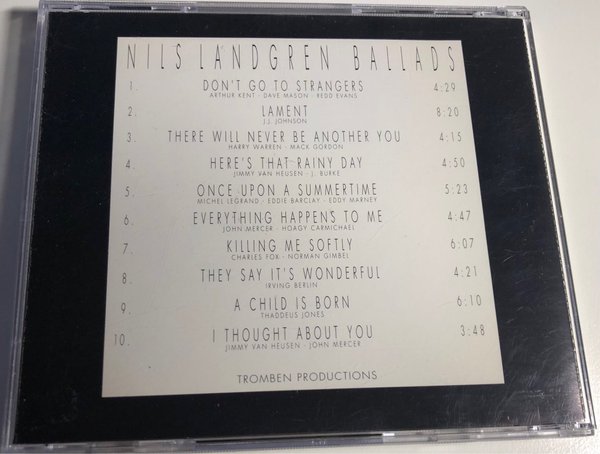 NILS LANDGREN BALLADS
1. DON'T GO TO STRANGERS 4:29
ARTHUR KENT - DAVE MASON - REDD EVANS
2. LAMENT 8:20
J.J. JOHNSON
3. THERE WILL NEVER BE ANOTHER YOU 4:15
HARRY WARREN - MACK GORDON
4. HERE'S THAT RAINY DAY 4:50
JIMMY VAN HEUSEN - J. BURKE
5. ONCE UPON A SUMMERTIME 5:23
MICHEL LEGRAND - EDDIE BARCLAY - EDDY MARNEY
6. EVERYTHING HAPPENS TO ME 4:47
JOHN MERCER - HOAGY CARMICHAEL
7. KILLING ME SOFTLY 6:07
CHARLES FOX - NORMAN GIMBEL
8. THEY SAY IT'S WONDERFUL 4:21
IRVING BERLIN
9. A CHILD IS BORN 6:10
THADDEUS JONES
10. I THOUGHT ABOUT YOU 3:48
JIMMY VAN HEUSEN - JOHN MERCER
TROMBEN PRODUCTIONS